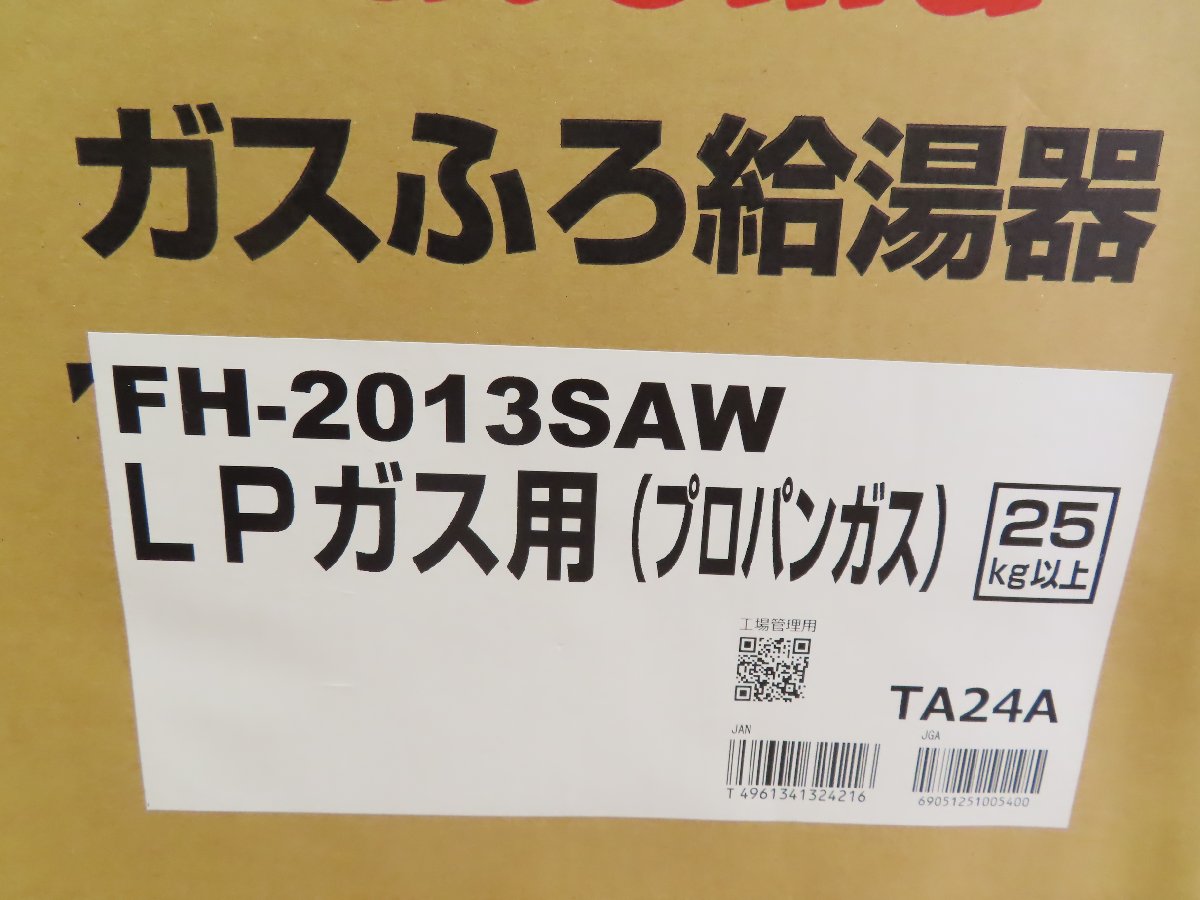 ガスふろ給湯器
FH-2013SAW
LPガス用(プロパンガス)
25
kg以上
工場管理用
TA24A
JAN
JGA
T 4961341324216
69051251005400